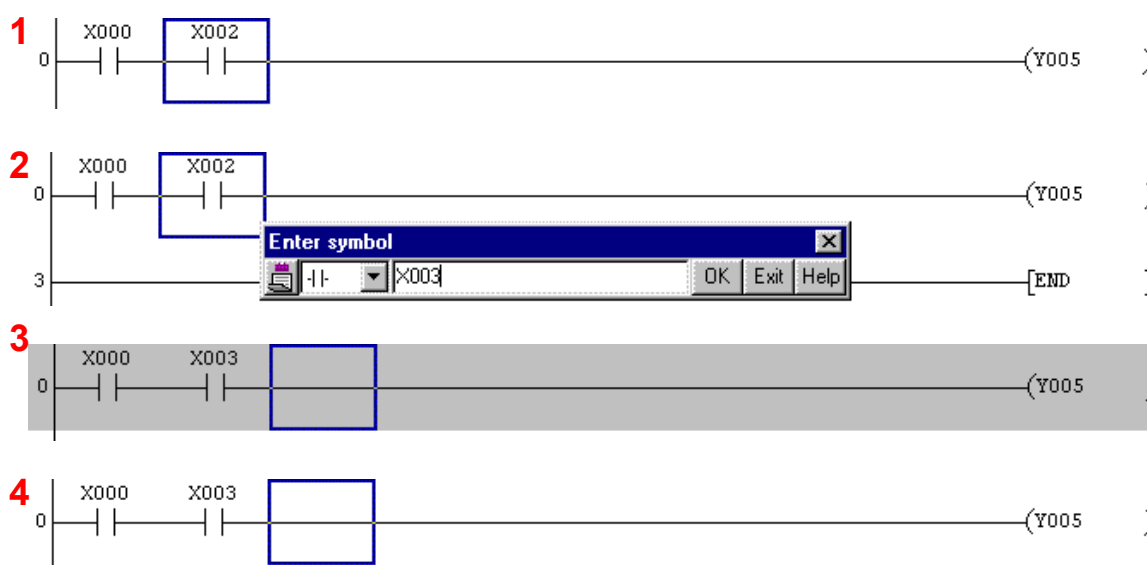 1
X000 X002
0 (Y005 )
2
X000 X002
0 (Y005 )
Enter symbol
X003 OK Exit Help
3 [END ]
3
X000 X003
0 (Y005
4
X000 X003
0 (Y005 )